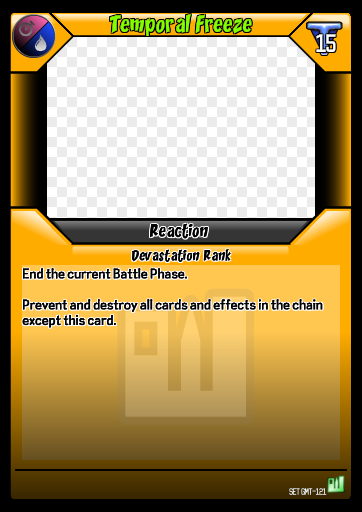 Temporal Freeze
15
Reaction
Devastation Rank
End the current Battle Phase.
Prevent and destroy all cards and effects in the chain
except this card.
SET GMT-121